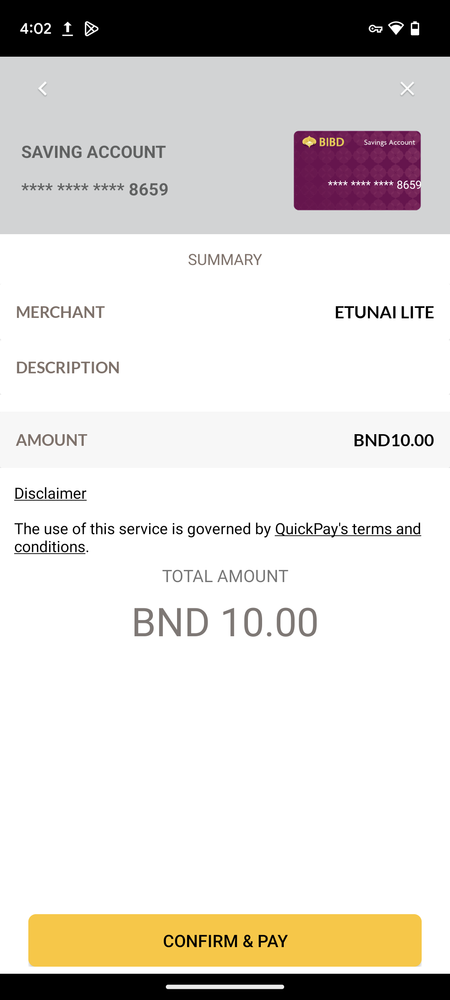 4:02
SAVING ACCOUNT
**** **** **** 8659
BIBD Savings Account
**** **** **** 8659
SUMMARY
MERCHANT ETUNAI LITE
DESCRIPTION
AMOUNT BND10.00
Disclaimer
The use of this service is governed by QuickPay's terms and
conditions.
TOTAL AMOUNT
BND 10.00
CONFIRM & PAY